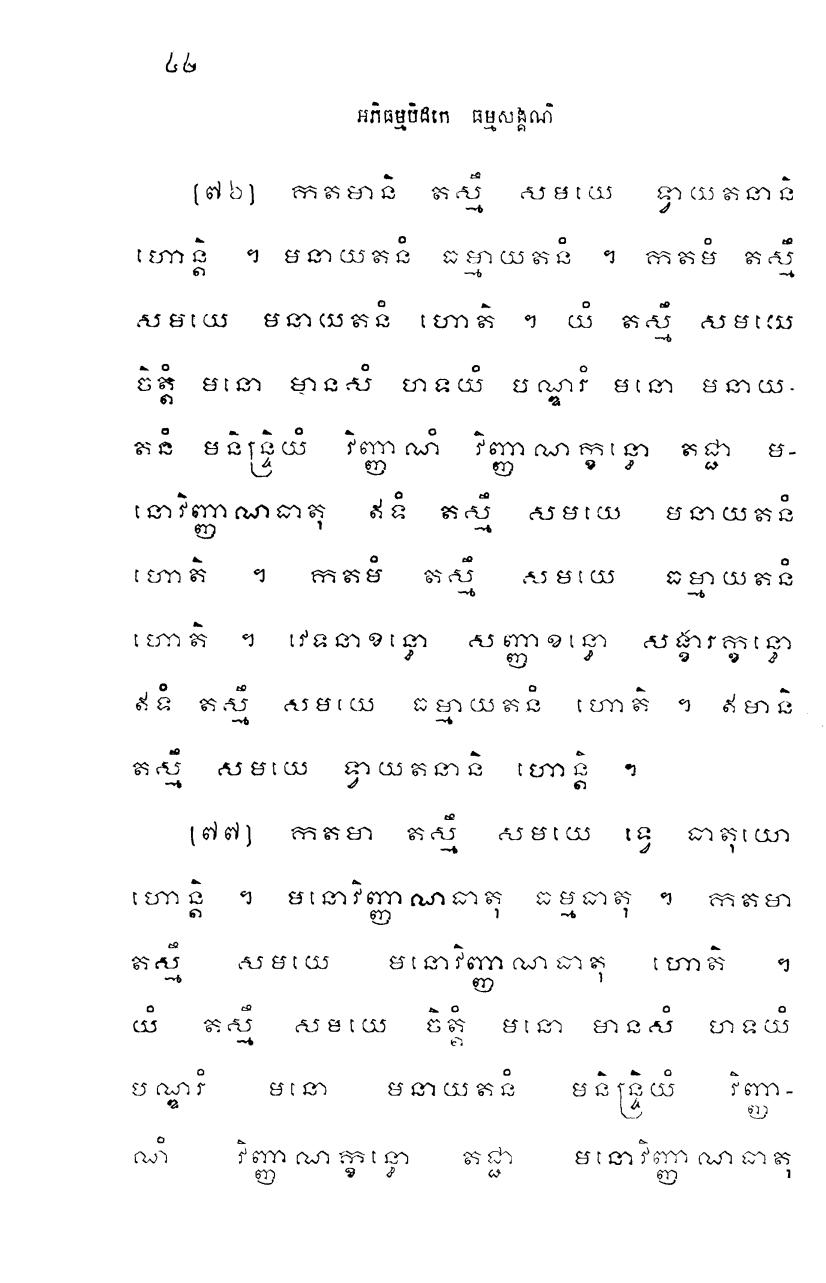 ៤២
អភិធម្មបិដកេ ធម្មសង្គណិ
[៧៦] កតមានិ តស្មឹ សមយេ ទ្វាយតនានិ
ហោន្តិ ។ មនាយតនំ ធម្មាយតនំ ។ កតមំ តស្មឹ
សមយេ មនាយតនំ ហោតិ ។ យំ តស្មឹ សមយេ
ចិត្តំ មនោ មានសំ ហទយំ បណ្ឌរំ មនោ មនាយ-
តនំ មនិន្ទ្រិយំ វិញ្ញាណំ វិញ្ញាណក្ខន្ធោ តជ្ជា ម-
នោវិញ្ញាណធាតុ ឥទំ តស្មឹ សមយេ មនាយតនំ
ហោតិ ។ កតមំ តស្មឹ សមយេ ធម្មាយតនំ
ហោតិ ។ វេទនាខន្ធោ សញ្ញាខន្ធោ សង្ខារក្ខន្ធោ
ឥទំ តស្មឹ សមយេ ធម្មាយតនំ ហោតិ ។ ឥមានិ
តស្មឹ សមយេ ទ្វាយតនានិ ហោន្តិ ។
[៧៧] កតមា តស្មឹ សមយេ ទ្វេ ធាតុយោ
ហោន្តិ ។ មនោវិញ្ញាណធាតុ ធម្មធាតុ ។ កតមា
តស្មឹ សមយេ មនោវិញ្ញាណធាតុ ហោតិ ។
យំ តស្មឹ សមយេ ចិត្តំ មនោ មានសំ ហទយំ
បណ្ឌរំ មនោ មនាយតនំ មនិន្ទ្រិយំ វិញ្ញា-
ណំ វិញ្ញាណក្ខន្ធោ តជ្ជា មនោវិញ្ញាណធាតុ